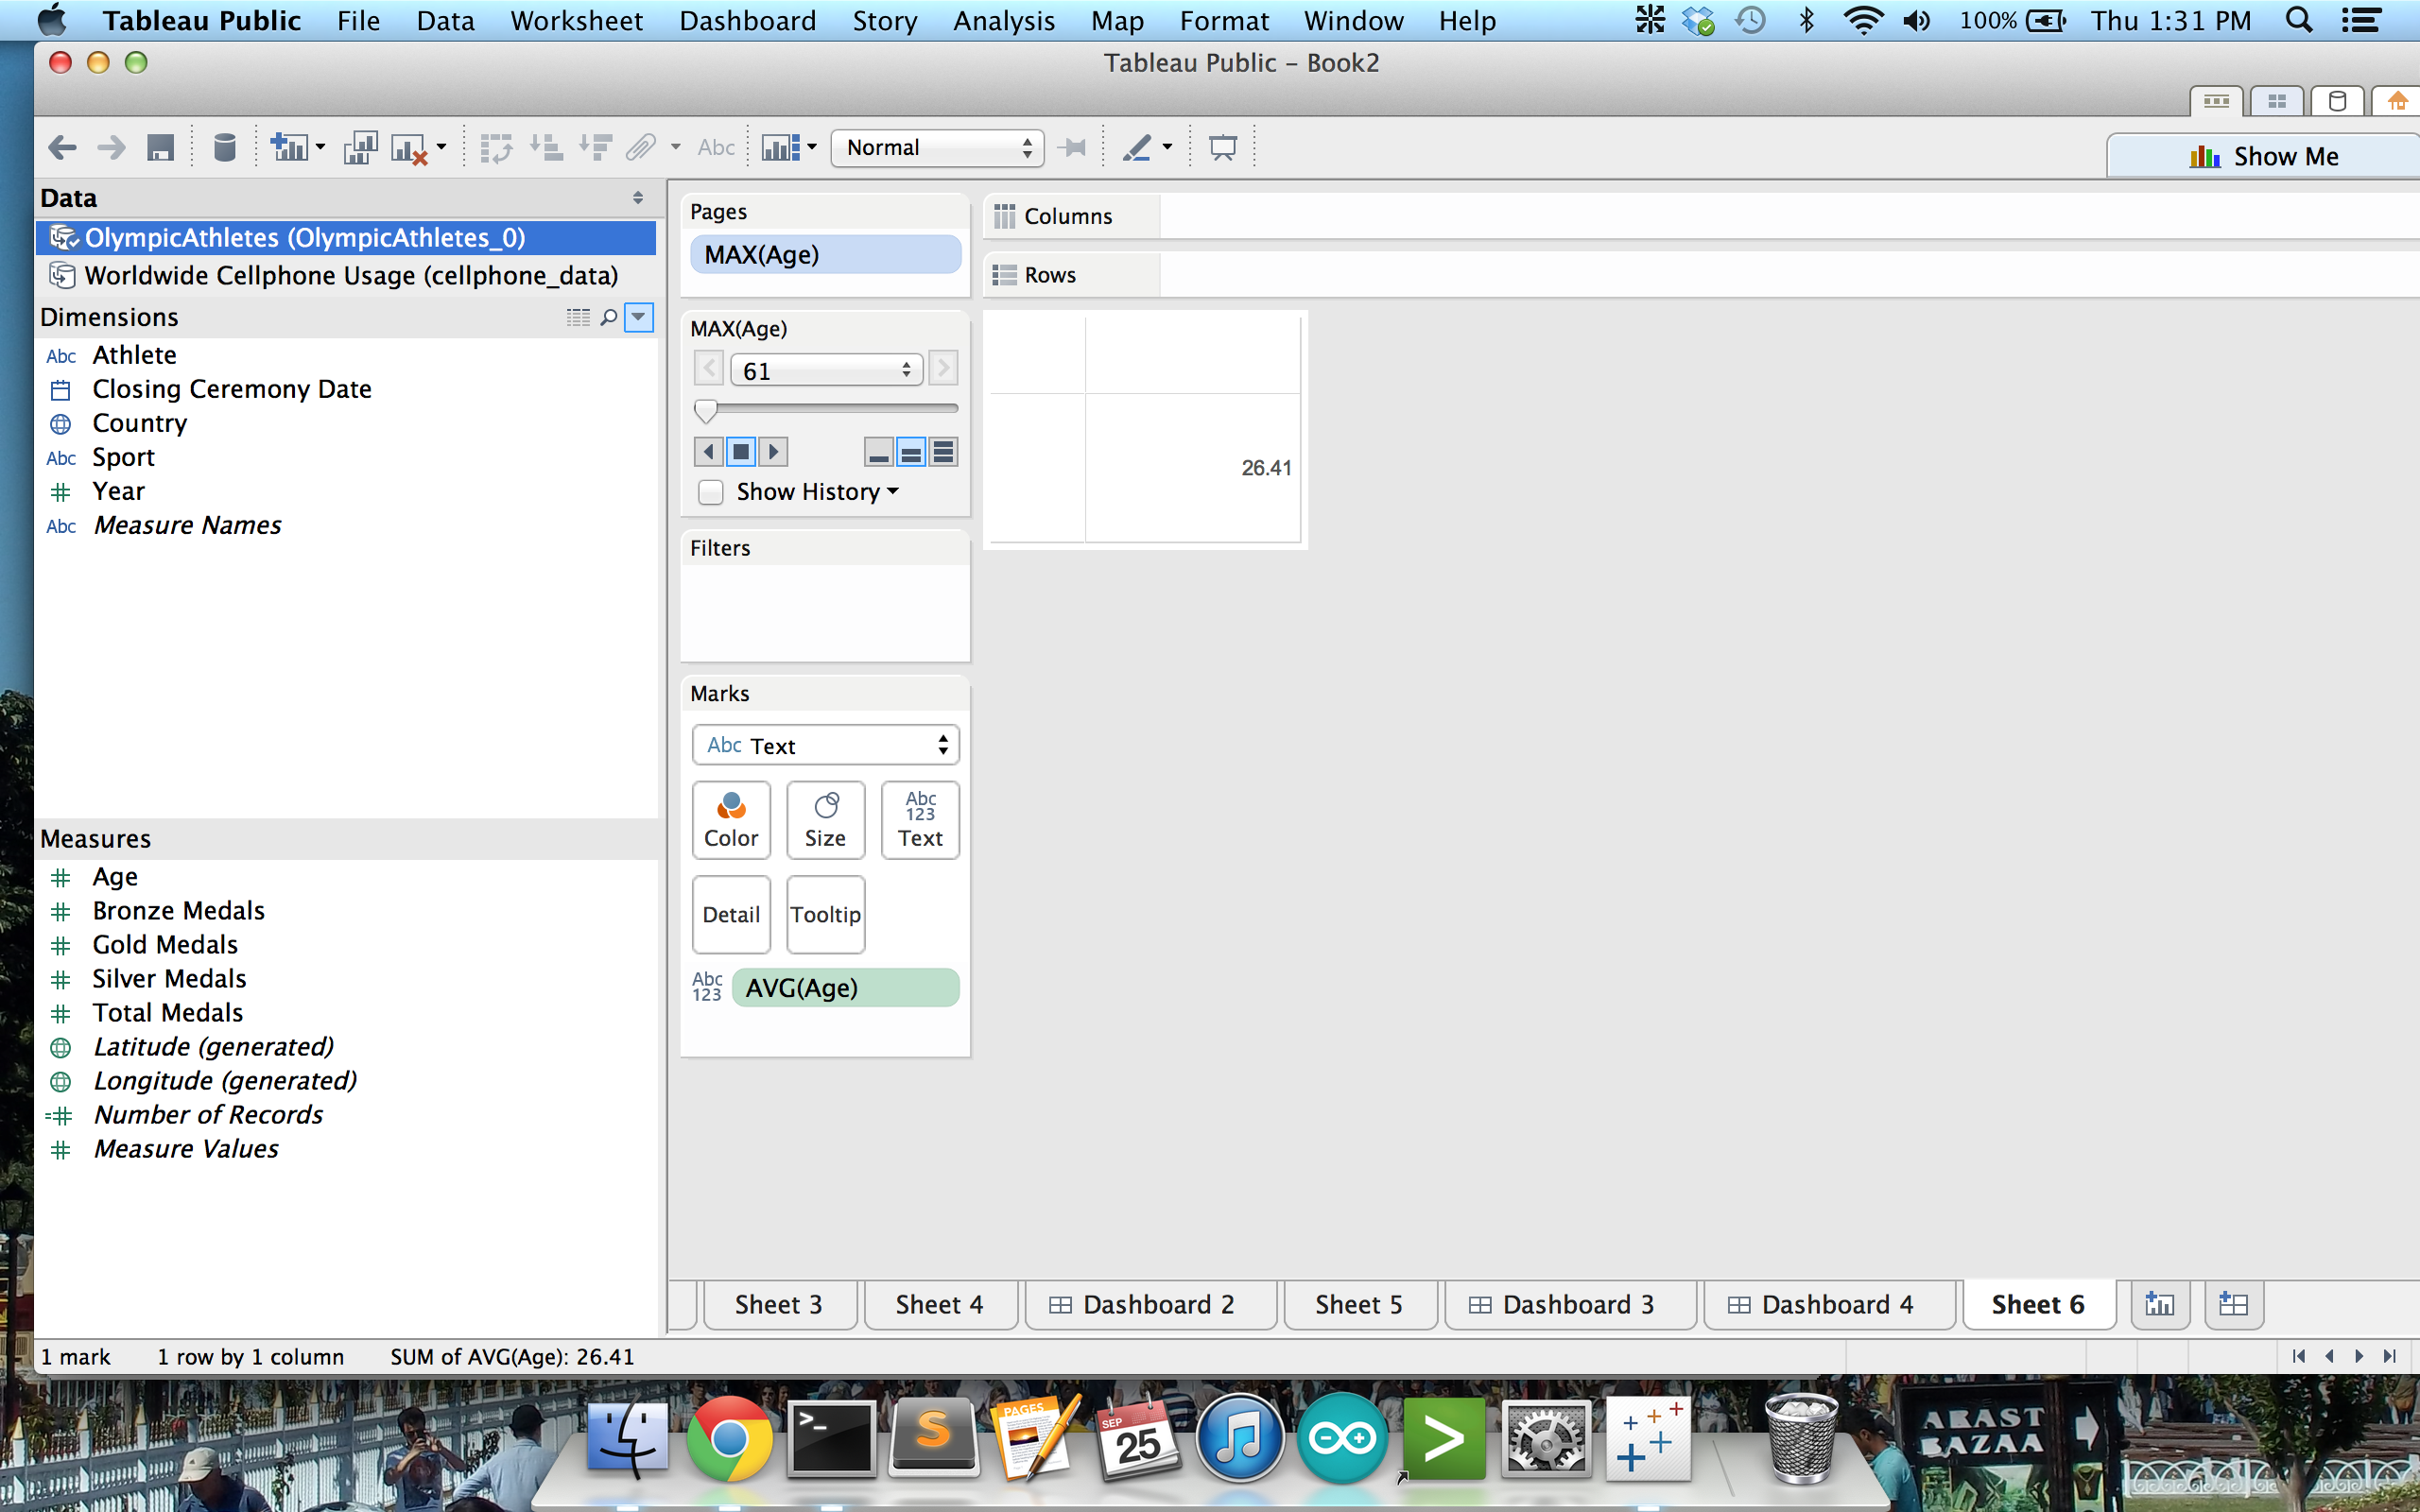 Tableau Public File Data Worksheet Dashboard Story Analysis Map Format Window Help 100% Thu 1:31 PM
Tableau Public - Book2
Abc Normal Show Me
Data
OlympicAthletes (OlympicAthletes_0)
Worldwide Cellphone Usage (cellphone_data)
Dimensions
Abc Athlete
Closing Ceremony Date
Country
Abc Sport
Year
Abc Measure Names
Measures
Age
Bronze Medals
Gold Medals
Silver Medals
Total Medals
Latitude (generated)
Longitude (generated)
=# Number of Records
Measure Values
Pages
MAX(Age)
MAX(Age)
61
Show History
Filters
Marks
Abc Text
Color
Size
Abc
123
Text
Detail
Tooltip
Abc
123
AVG(Age)
Columns
Rows
26.41
Sheet 3 Sheet 4 Dashboard 2 Sheet 5 Dashboard 3 Dashboard 4 Sheet 6
1 mark 1 row by 1 column SUM of AVG(Age): 26.41
>_
S
PAGES
SEP
25
>
ARAST
BAZAA